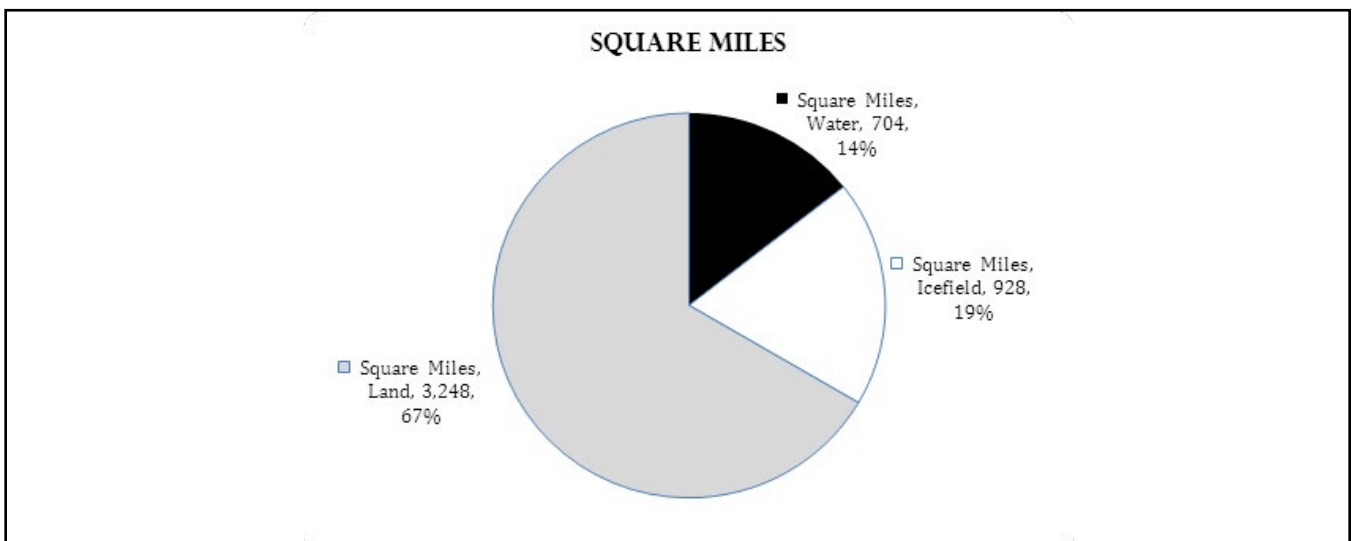 SQUARE MILES
Square Miles,
Water, 704,
14%
Square Miles,
Icefield, 928,
19%
Square Miles,
Land, 3,248,
67%